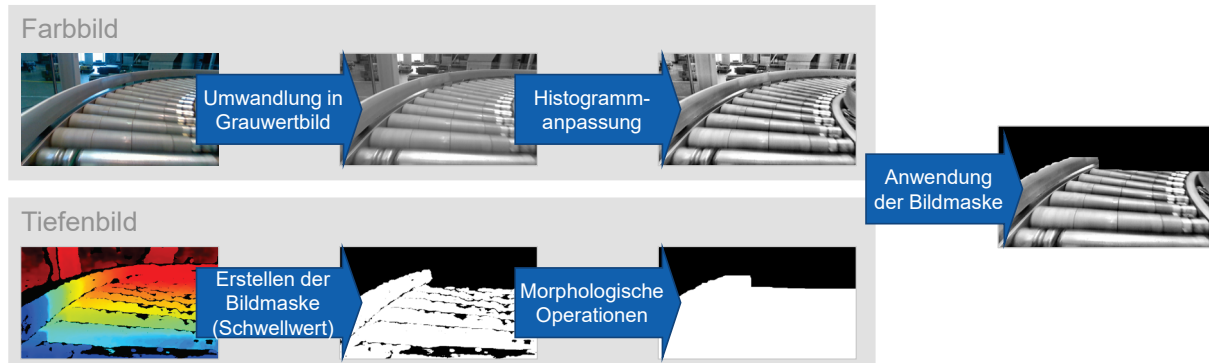 Farbbild
Umwandlung in
Grauwertbild
Histogramm-
anpassung
Tiefenbild
Erstellen der
Bildmaske
(Schwellwert)
Morphologische
Operationen
Anwendung
der Bildmaske